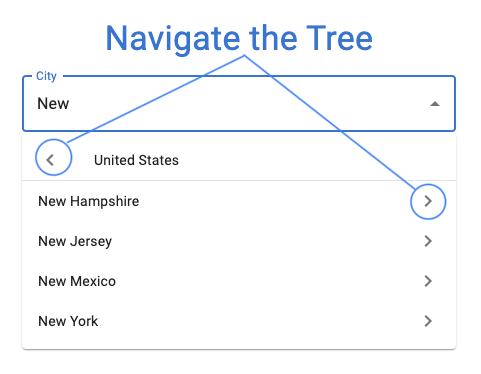 Navigate the Tree
City
New
United States
New Hampshire
New Jersey
New Mexico
New York